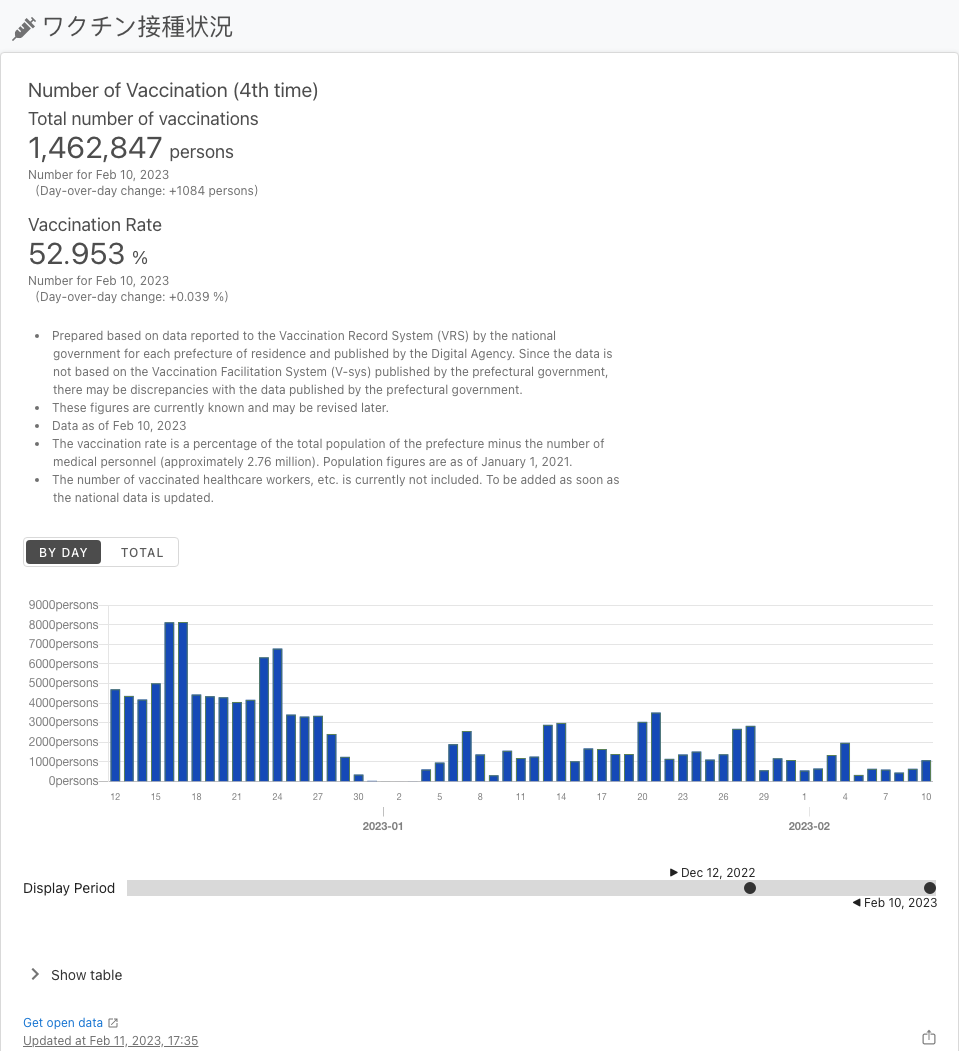 ワクチン接種状況
Number of Vaccination (4th time)
Total number of vaccinations
1,462,847 persons
Number for Feb 10, 2023
(Day-over-day change: +1084 persons)
Vaccination Rate
52.953 %
Number for Feb 10, 2023
(Day-over-day change: +0.039 %)
• Prepared based on data reported to the Vaccination Record System (VRS) by the national
government for each prefecture of residence and published by the Digital Agency. Since the data is
not based on the Vaccination Facilitation System (V-sys) published by the prefectural government,
there may be discrepancies with the data published by the prefectural government.
• These figures are currently known and may be revised later.
• Data as of Feb 10, 2023
• The vaccination rate is a percentage of the total population of the prefecture minus the number of
medical personnel (approximately 2.76 million). Population figures are as of January 1, 2021.
• The number of vaccinated healthcare workers, etc. is currently not included. To be added as soon as
the national data is updated.
BY DAY TOTAL
9000persons
8000persons
7000persons
6000persons
5000persons
4000persons
3000persons
2000persons
1000persons
0persons
12 15 18 21 24 27 30 2 5 8 11 14 17 20 23 26 29 1 4 7 10
2023-01 2023-02
Dec 12, 2022
Display Period
Feb 10, 2023
Show table
Get open data
Updated at Feb 11, 2023, 17:35